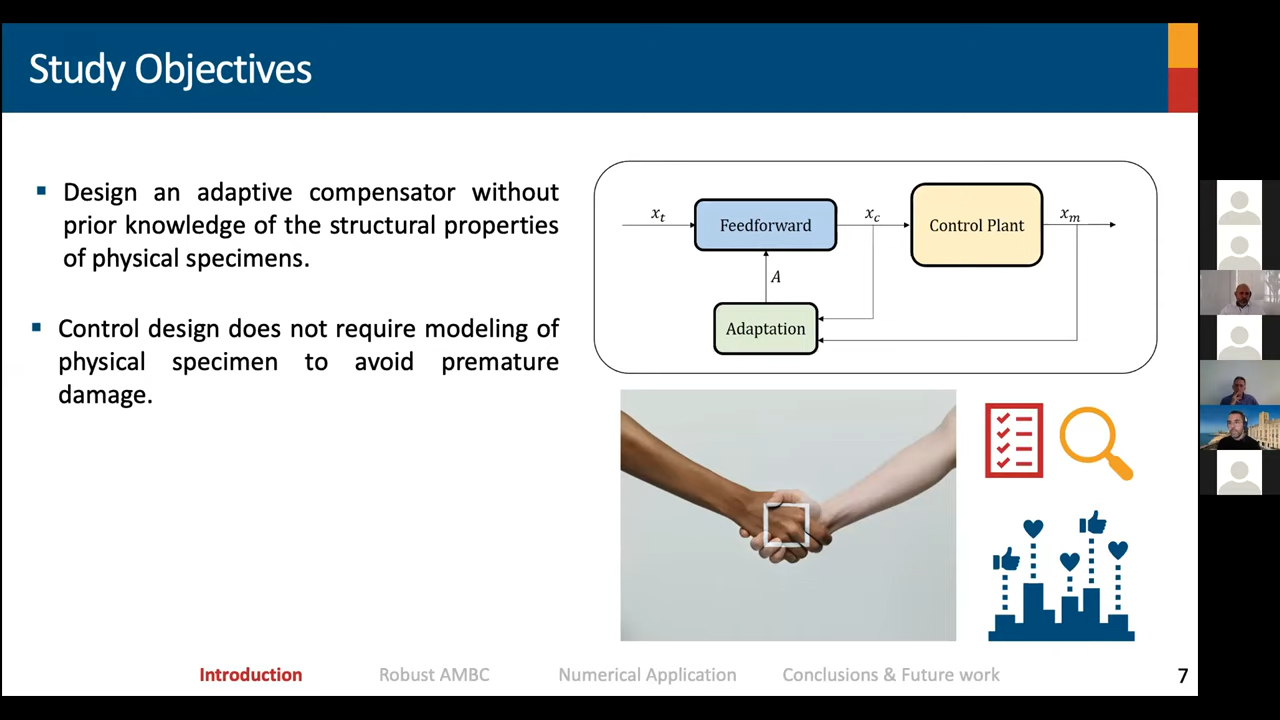 Study Objectives
Design an adaptive compensator without
prior knowledge of the structural properties
of physical specimens.
Control design does not require modeling of
physical specimen to avoid premature
damage.
x_t
Feedforward
x_c
Control Plant
x_m
A
Adaptation
Introduction
Robust AMBC
Numerical Application
Conclusions & Future work
7